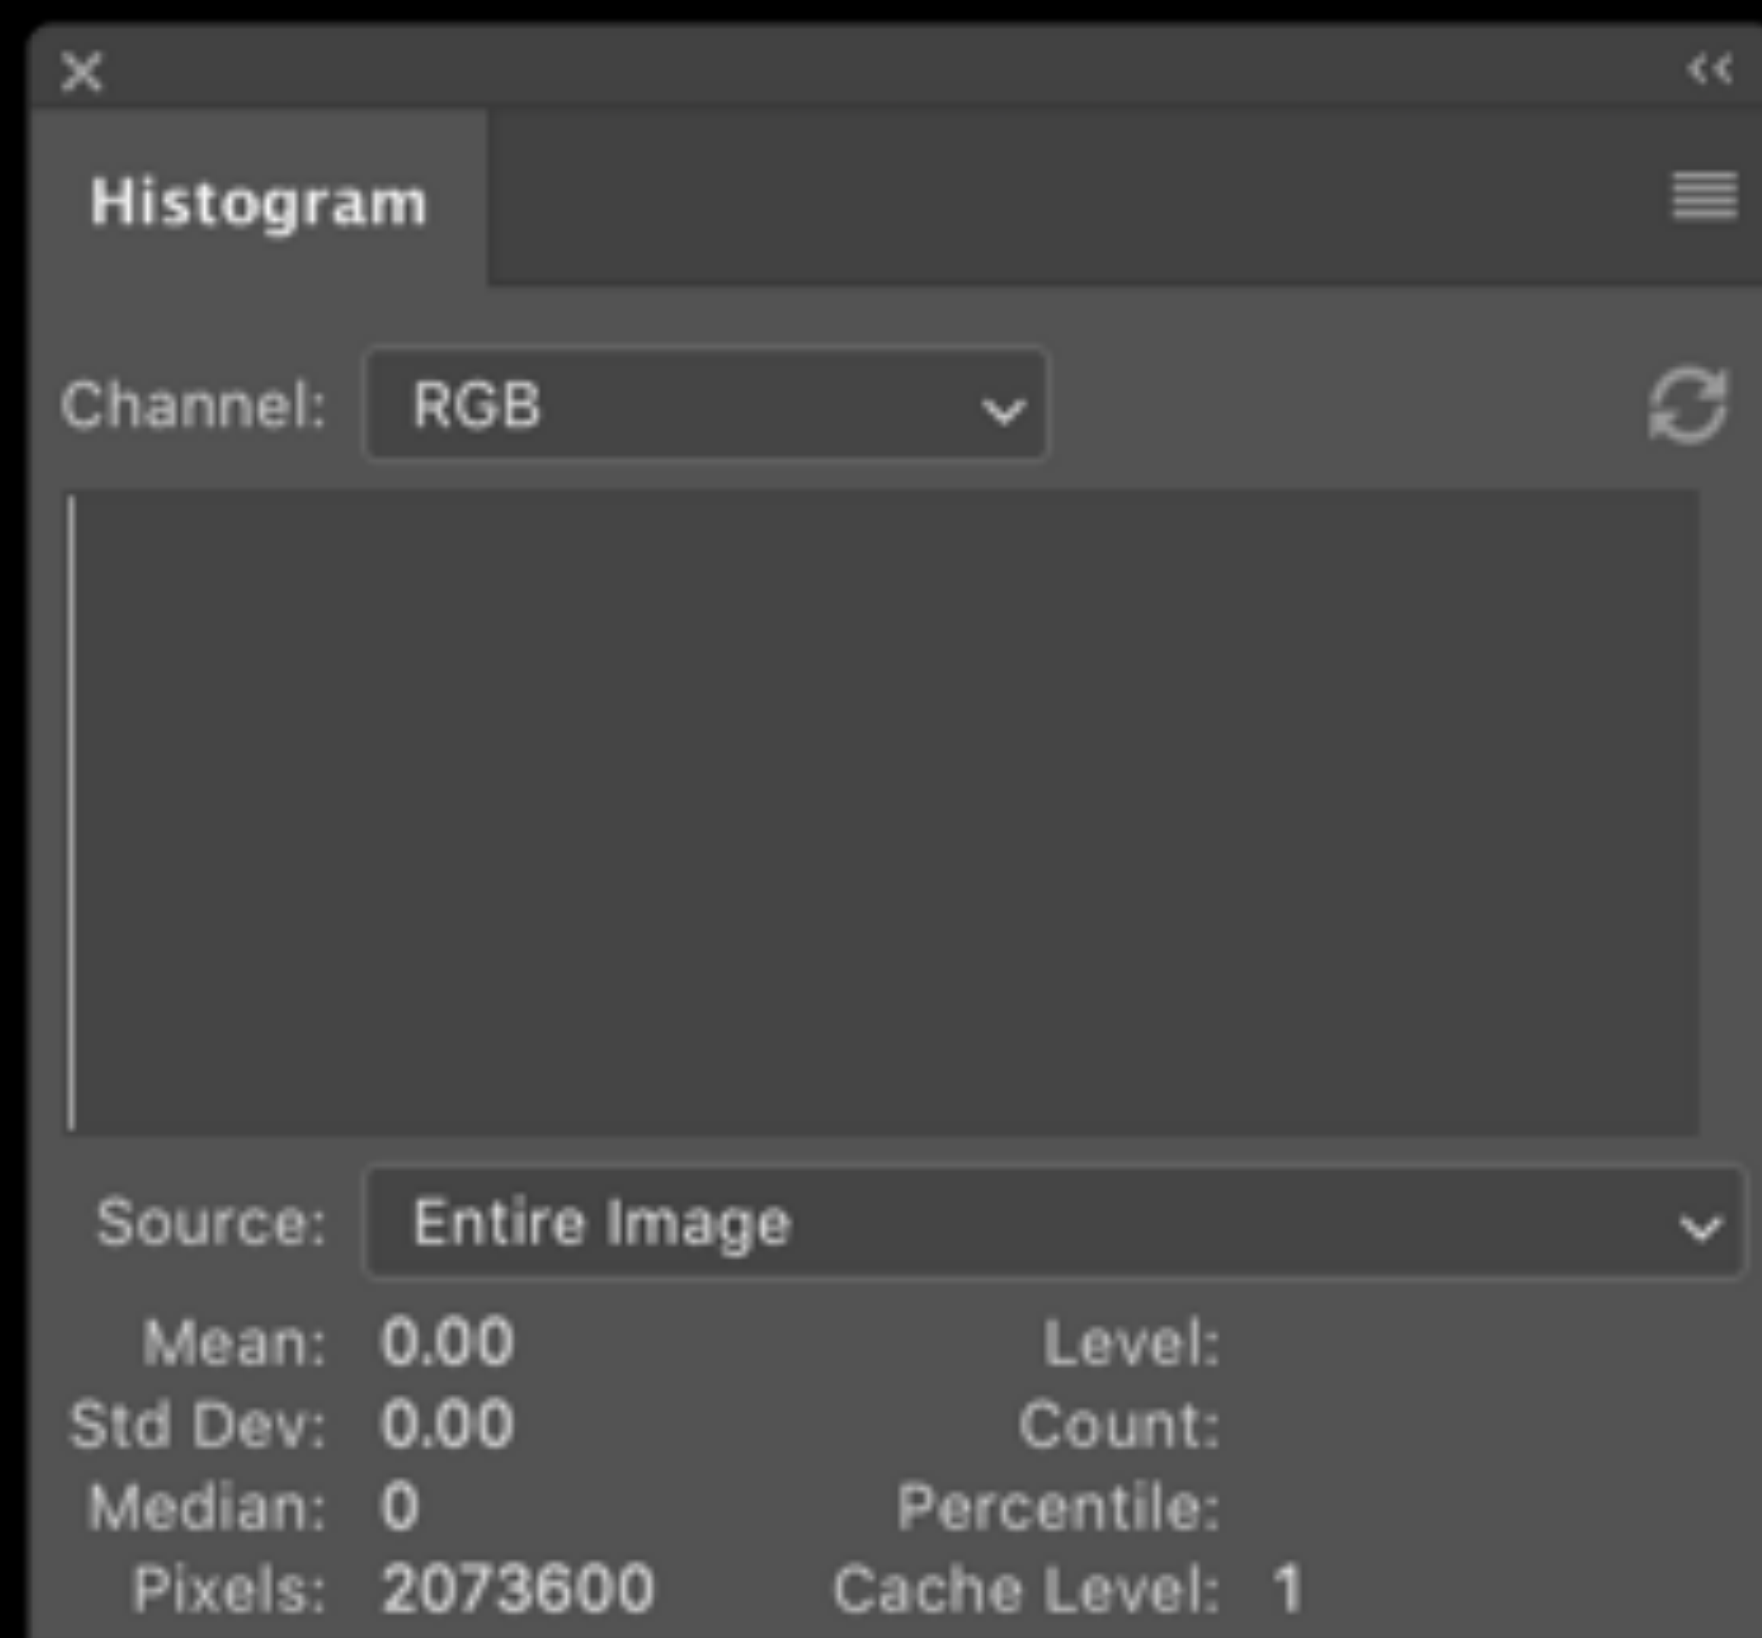 Histogram
Channel: RGB
Source: Entire Image
Mean: 0.00 Level:
Std Dev: 0.00 Count:
Median: 0 Percentile:
Pixels: 2073600 Cache Level: 1